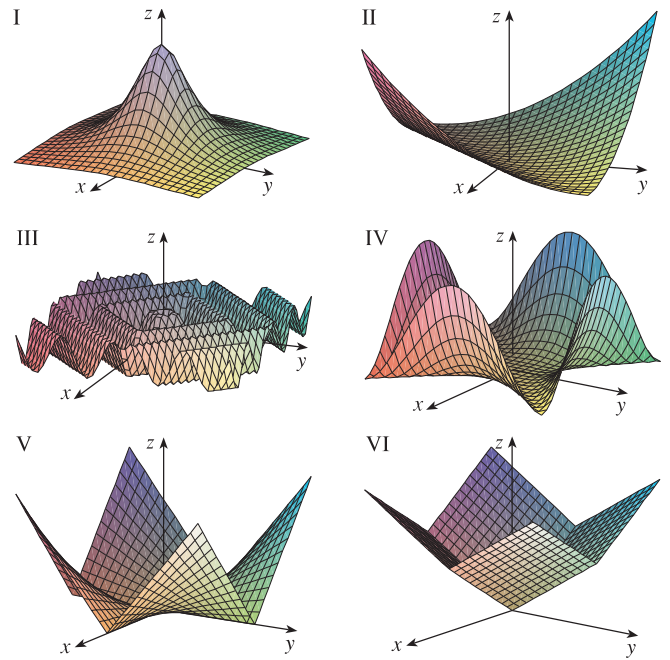 I z x y
II z x y
III z x y
IV z x y
V z x y
VI z x y